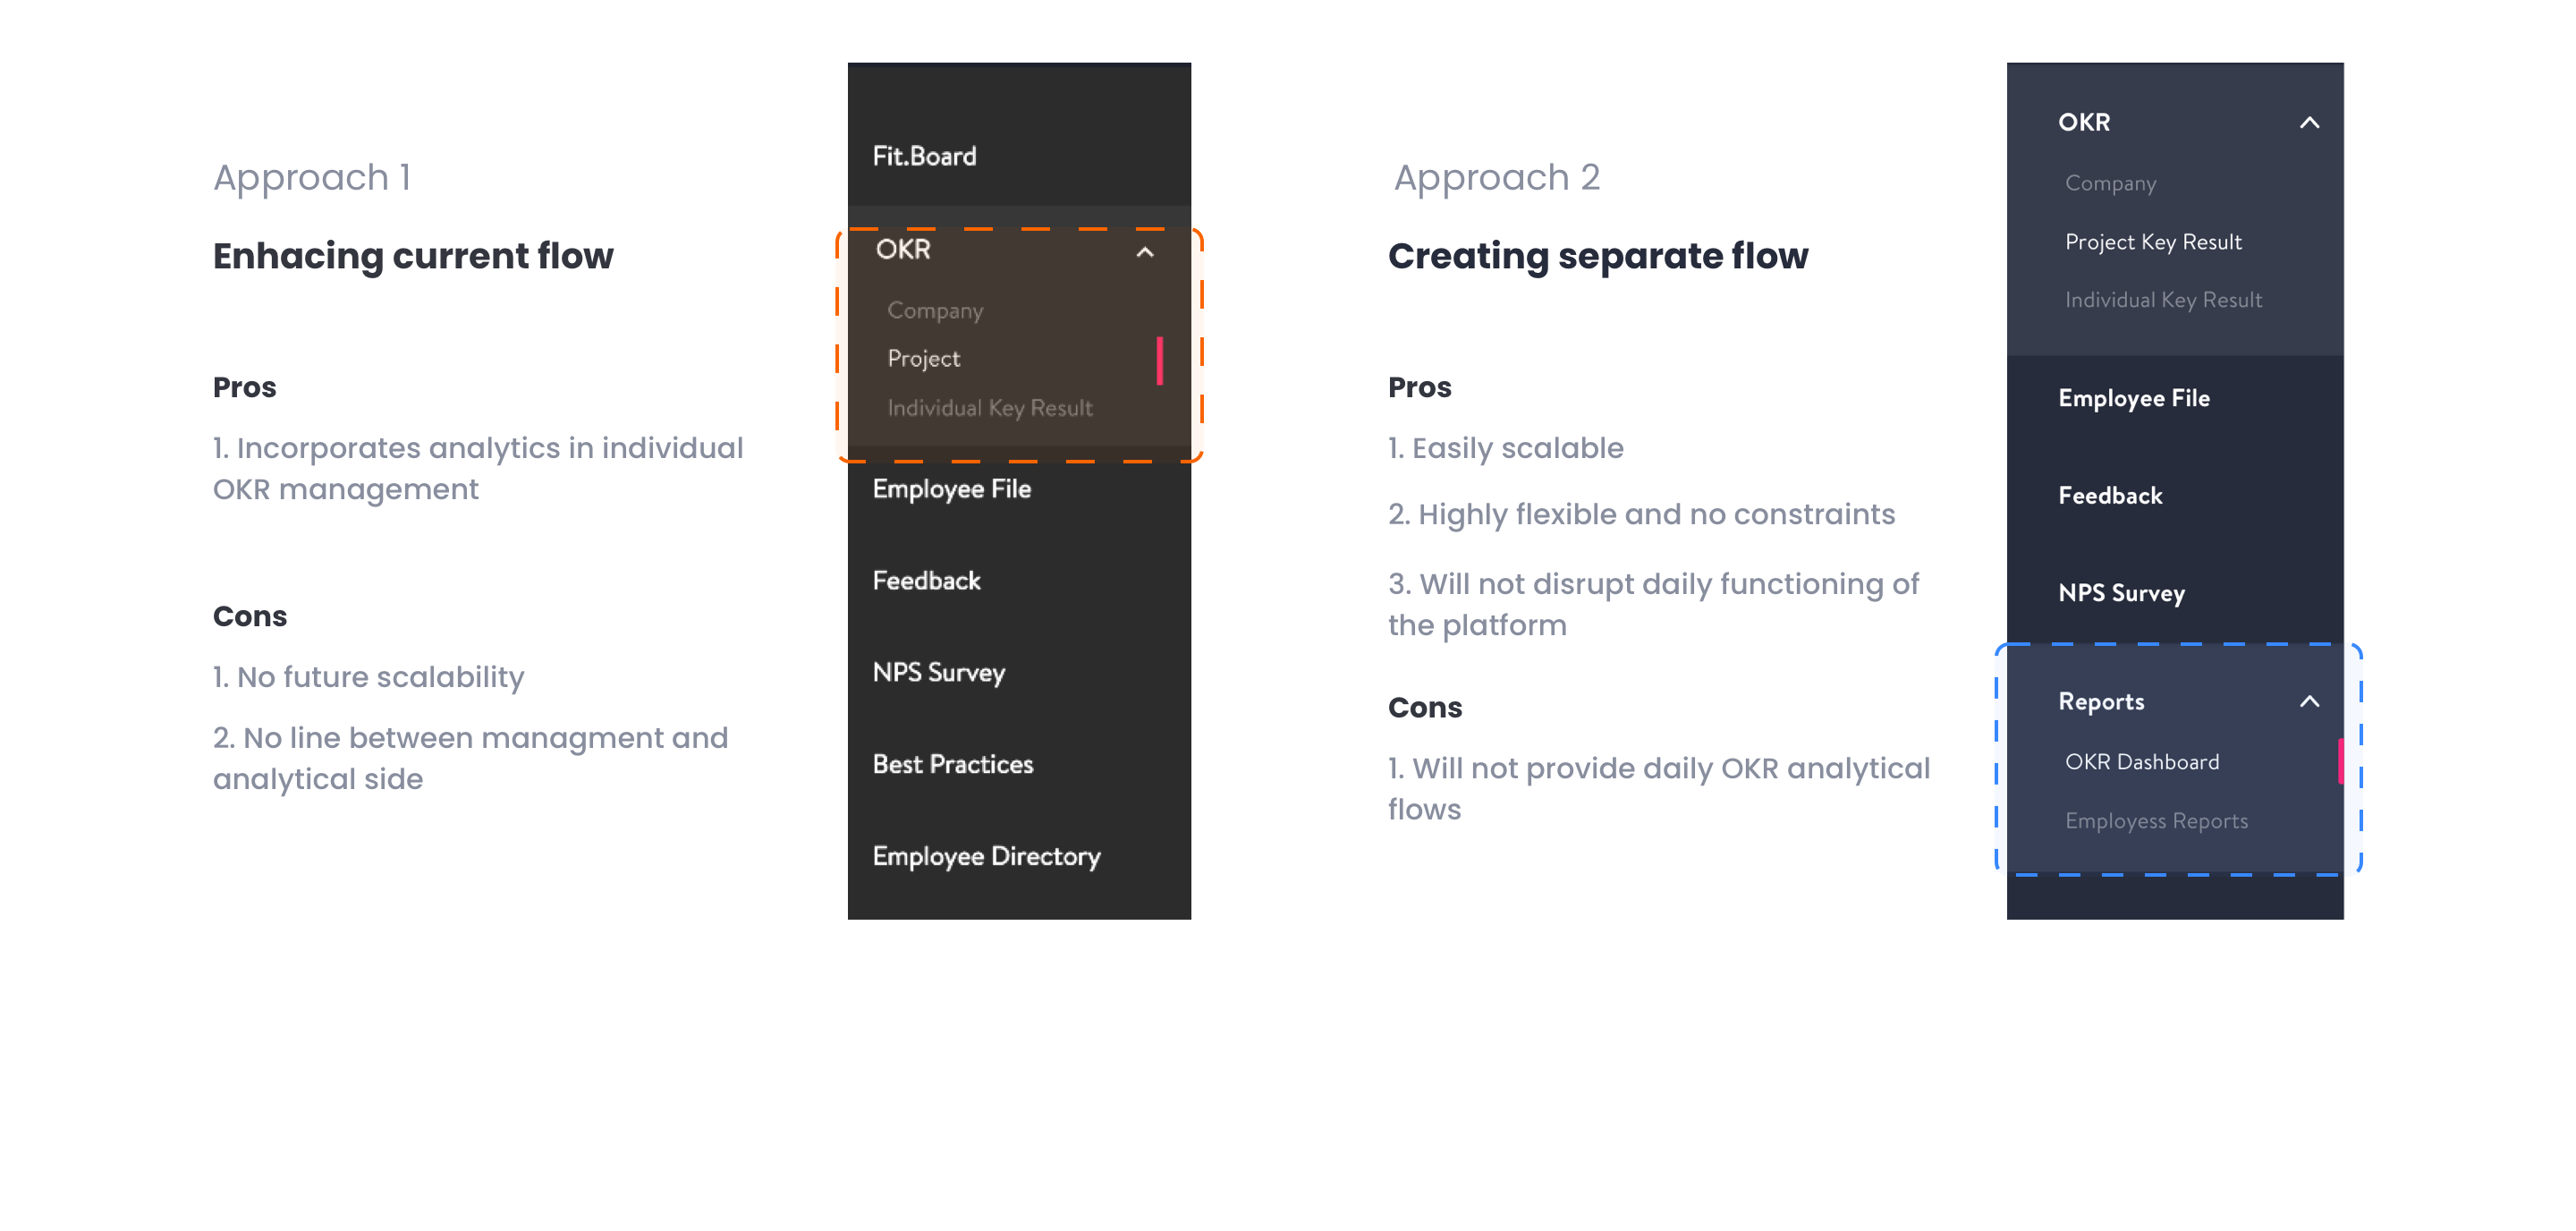 Approach 1
Enhacing current flow
Pros
1. Incorporates analytics in individual
OKR management
Cons
1. No future scalability
2. No line between managment and
analytical side
Fit.Board
OKR
Company
Project
Individual Key Result
Employee File
Feedback
NPS Survey
Best Practices
Employee Directory
Approach 2
Creating separate flow
Pros
1. Easily scalable
2. Highly flexible and no constraints
3. Will not disrupt daily functioning of
the platform
Cons
1. Will not provide daily OKR analytical
flows
OKR
Company
Project Key Result
Individual Key Result
Employee File
Feedback
NPS Survey
Reports
OKR Dashboard
Employess Reports